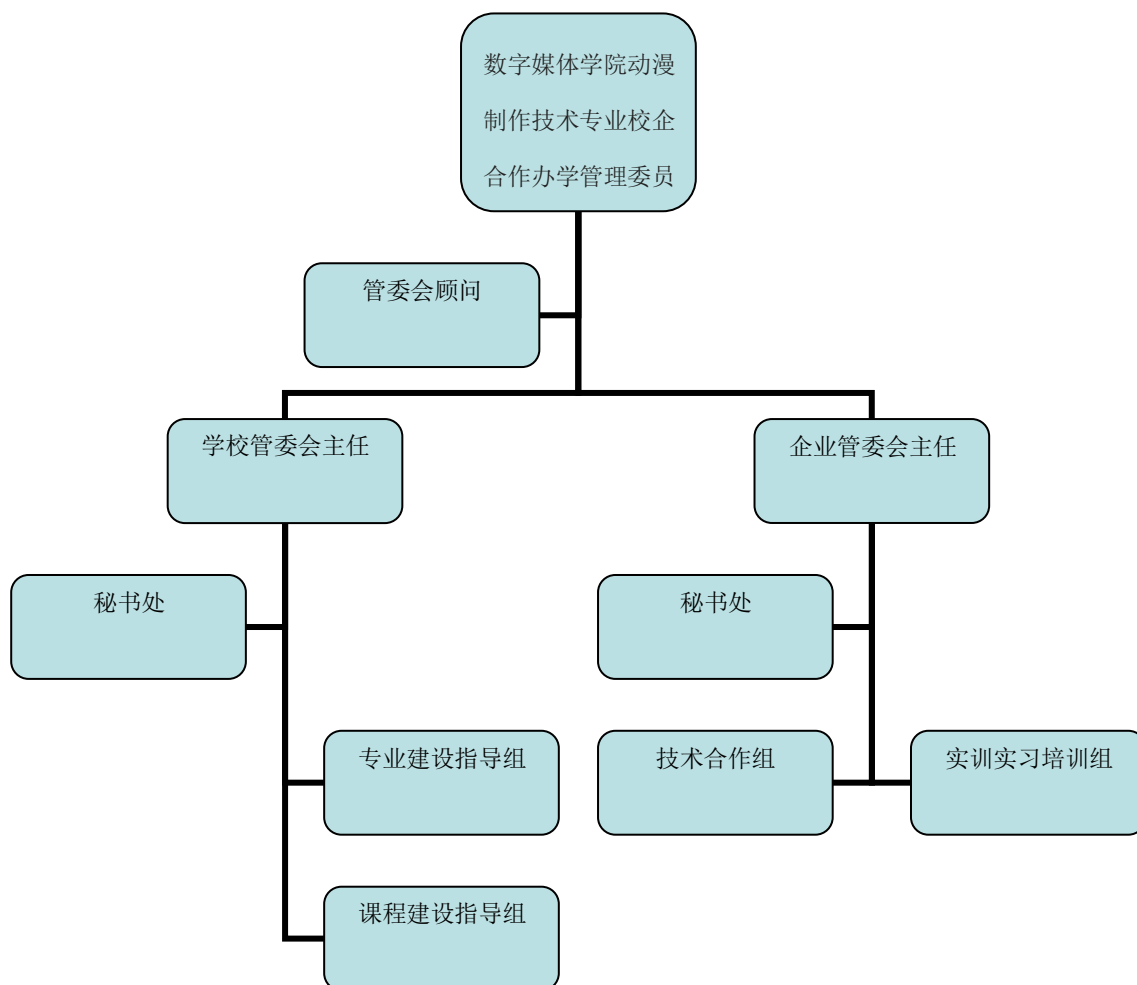 数字媒体学院动漫
制作技术专业校企
合作办学管理委员
管委会顾问
学校管委会主任
企业管委会主任
秘书处
秘书处
专业建设指导组
技术合作组
实训实习培训组
课程建设指导组